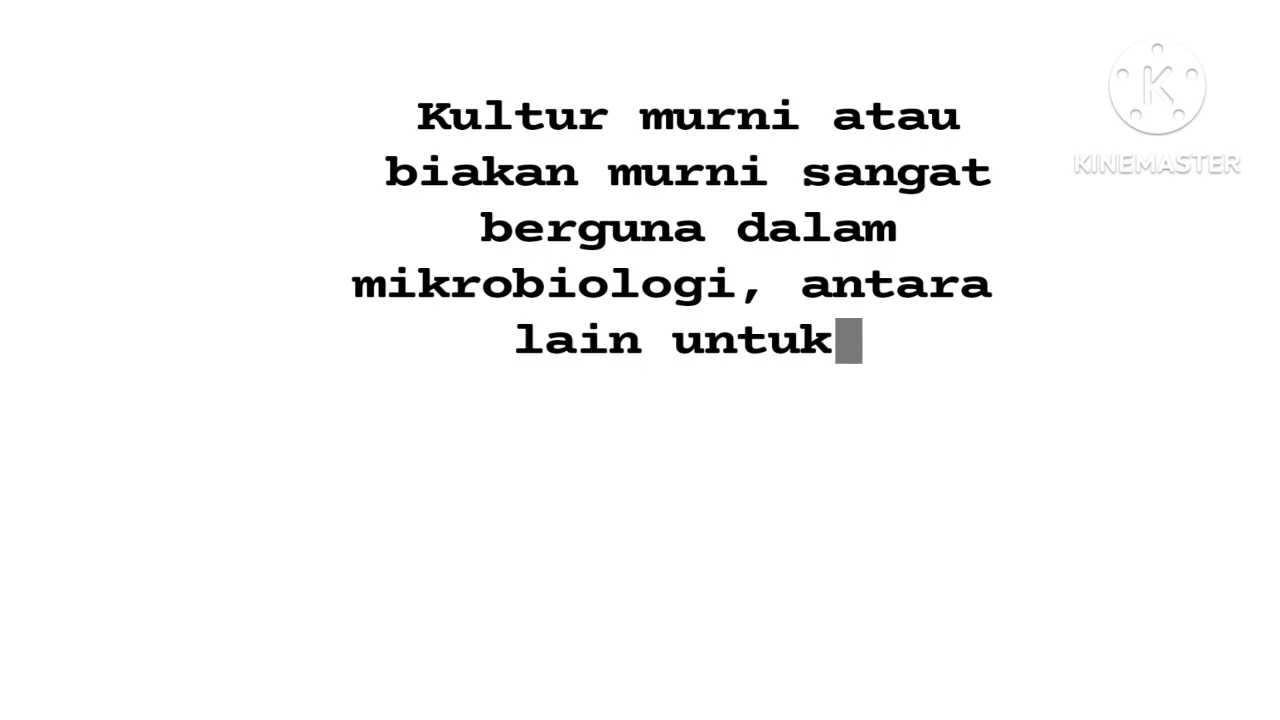 Kultur murni atau
biakan murni sangat
berguna dalam
mikrobiologi, antara
lain untuk
KINEMASTER